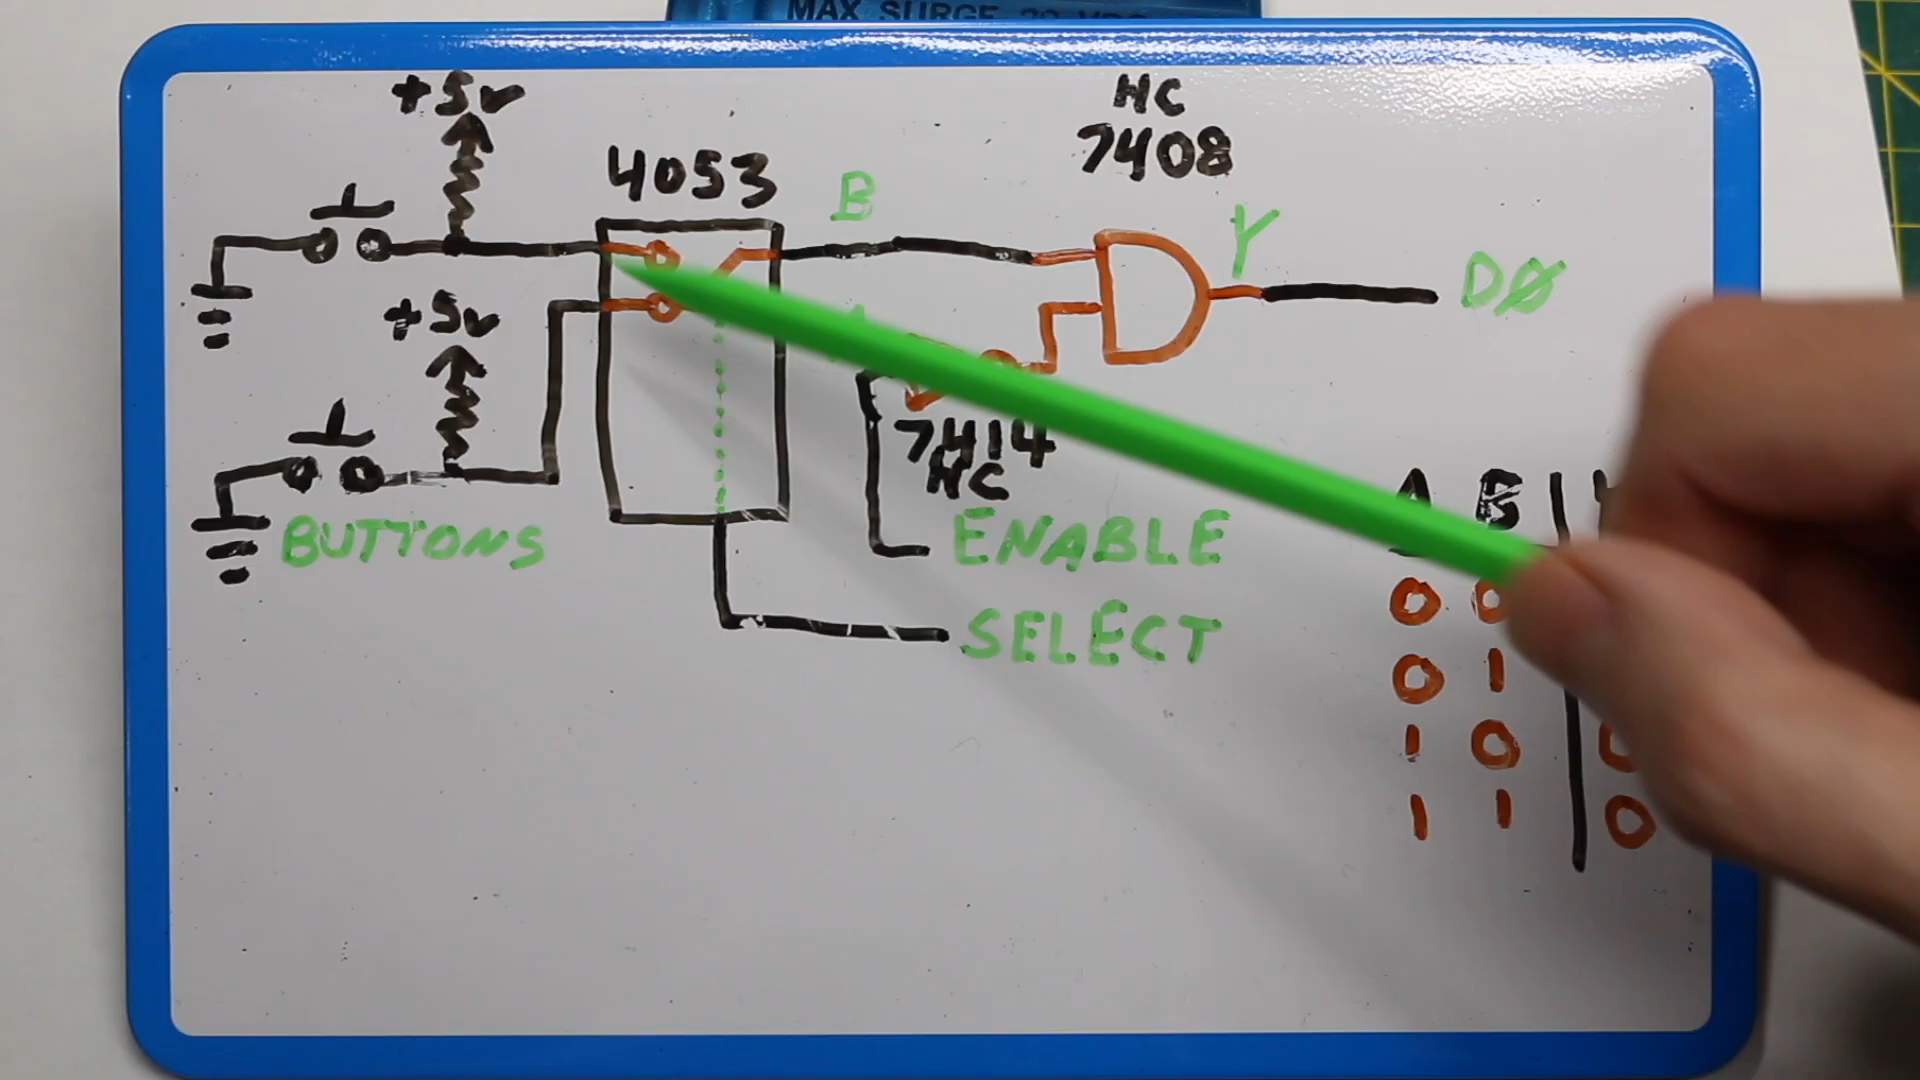 MAX SURGE
+5v
HC
7408
4053
B
Y
DØ
+5v
7414
HC
BUTTONS
ENABLE
SELECT
A B
0 0
0 1
1 0 0
1 1 0